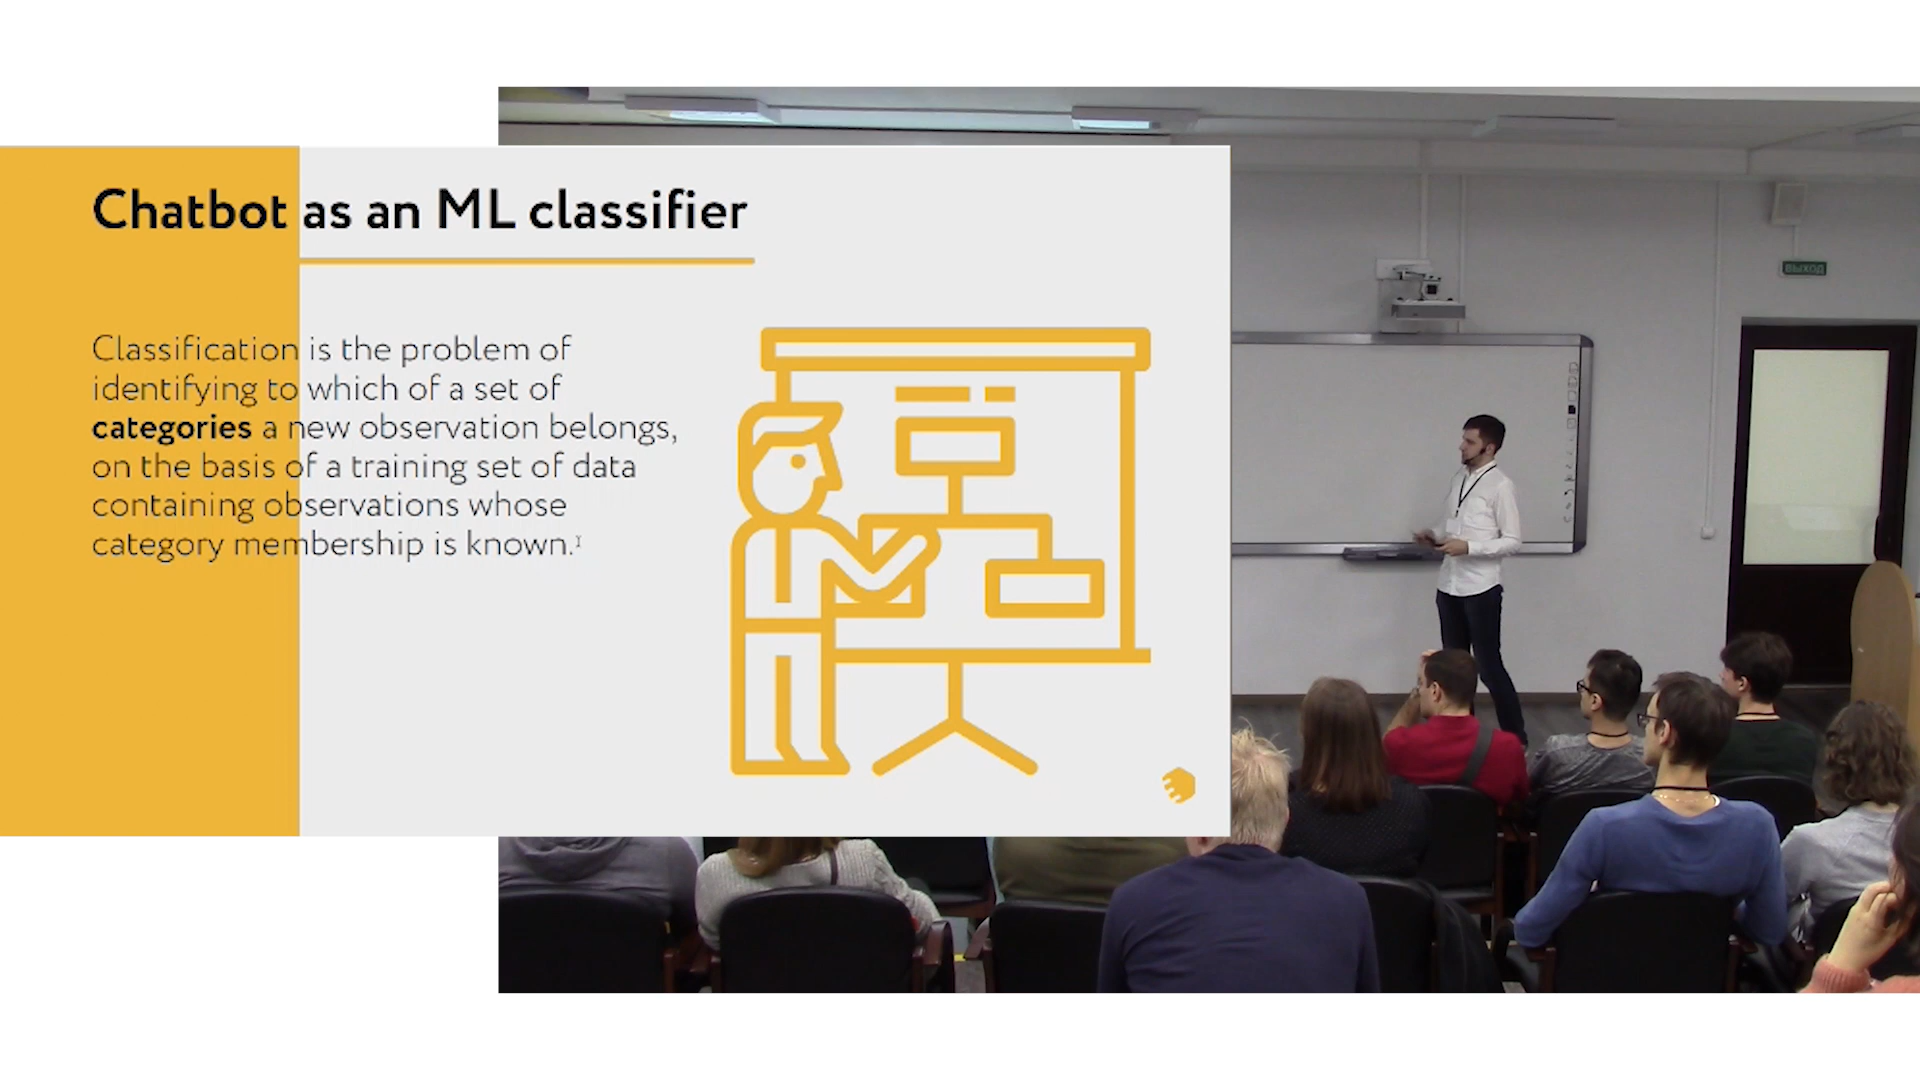 Chatbot as an ML classifier
Classification is the problem of
identifying to which of a set of
categories a new observation belongs,
on the basis of a training set of data
containing observations whose
category membership is known.
ВЫХОД